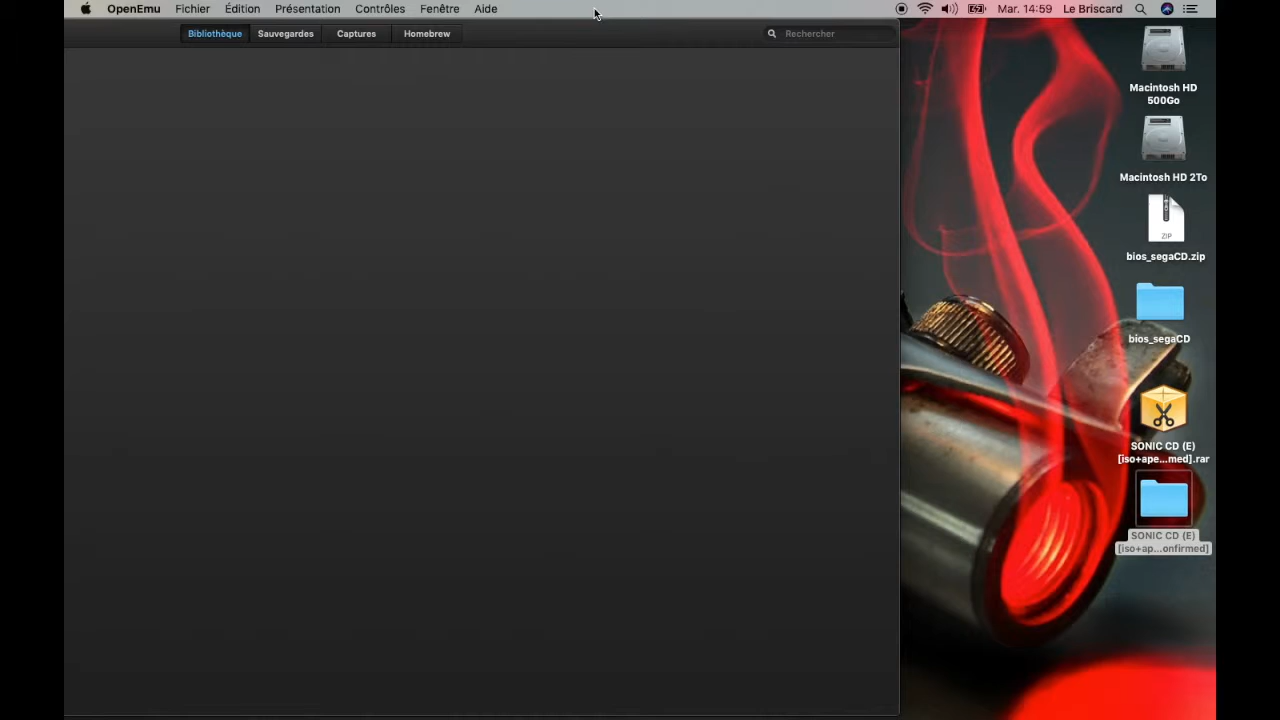 OpenEmu Fichier Édition Présentation Contrôles Fenêtre Aide Mar. 14:59 Le Briscard
Bibliothèque Sauvegardes Captures Homebrew Rechercher
Macintosh HD
500Go
Macintosh HD 2To
ZIP
bios_segaCD.zip
bios_segaCD
SONIC CD (E)
[iso+ape...med].rar
SONIC CD (E)
[iso+ap...onfirmed]